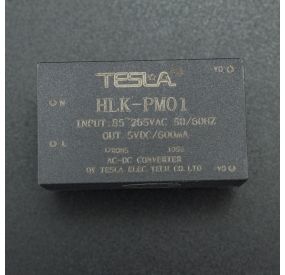 TESLA
HLK-PM01
INPUT:85~265VAC 50/60HZ
N
OUT 5VDC/600mA
L
AC-DC CONVERTER
BY TESLA ELEC TECH CO LTD